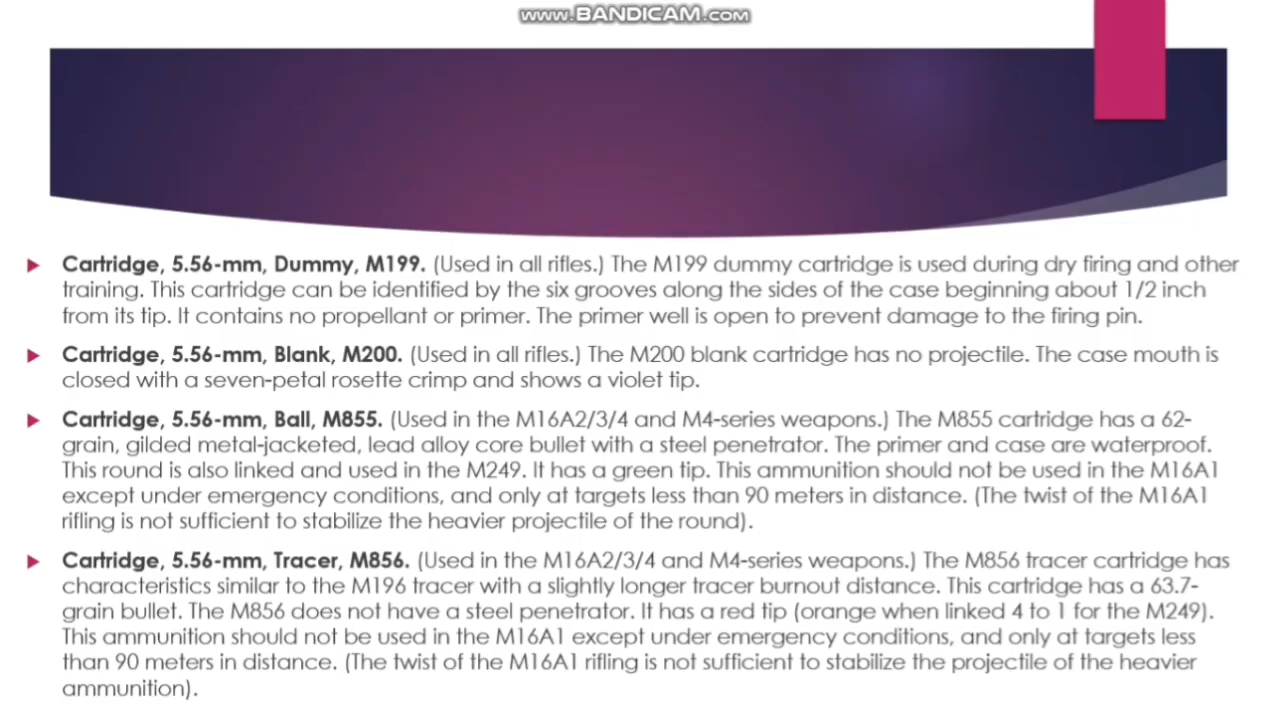 www.BANDICAM.com
Cartridge, 5.56-mm, Dummy, M199. (Used in all rifles.) The M199 dummy cartridge is used during dry firing and other
training. This cartridge can be identified by the six grooves along the sides of the case beginning about 1/2 inch
from its tip. It contains no propellant or primer. The primer well is open to prevent damage to the firing pin.
Cartridge, 5.56-mm, Blank, M200. (Used in all rifles.) The M200 blank cartridge has no projectile. The case mouth is
closed with a seven-petal rosette crimp and shows a violet tip.
Cartridge, 5.56-mm, Ball, M855. (Used in the M16A2/3/4 and M4-series weapons.) The M855 cartridge has a 62-
grain, gilded metal-jacketed, lead alloy core bullet with a steel penetrator. The primer and case are waterproof.
This round is also linked and used in the M249. It has a green tip. This ammunition should not be used in the M16A1
except under emergency conditions, and only at targets less than 90 meters in distance. (The twist of the M16A1
rifling is not sufficient to stabilize the heavier projectile of the round).
Cartridge, 5.56-mm, Tracer, M856. (Used in the M16A2/3/4 and M4-series weapons.) The M856 tracer cartridge has
characteristics similar to the M196 tracer with a slightly longer tracer burnout distance. This cartridge has a 63.7-
grain bullet. The M856 does not have a steel penetrator. It has a red tip (orange when linked 4 to 1 for the M249).
This ammunition should not be used in the M16A1 except under emergency conditions, and only at targets less
than 90 meters in distance. (The twist of the M16A1 rifling is not sufficient to stabilize the projectile of the heavier
ammunition).